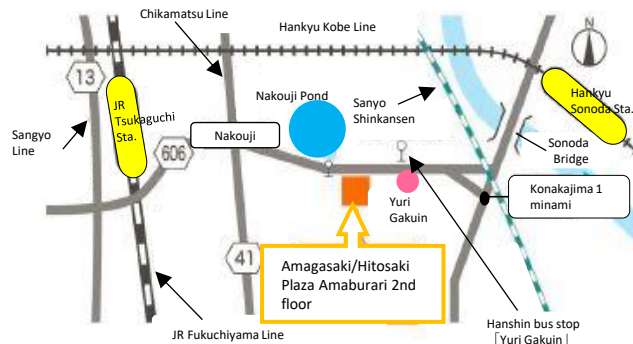 Chikamatsu Line
Hankyu Kobe Line
N
13
JR
Tsukaguchi
Sta.
Nakouji Pond
Sanyo
Shinkansen
Hankyu
Sonoda Sta.
Sangyo
Line
606
Nakouji
Sonoda
Bridge
Yuri
Gakuin
Konakajima 1
minami
41
Amagasaki/Hitosaki
Plaza Amaburari 2nd
floor
JR Fukuchiyama Line
Hanshin bus stop
「Yuri Gakuin」